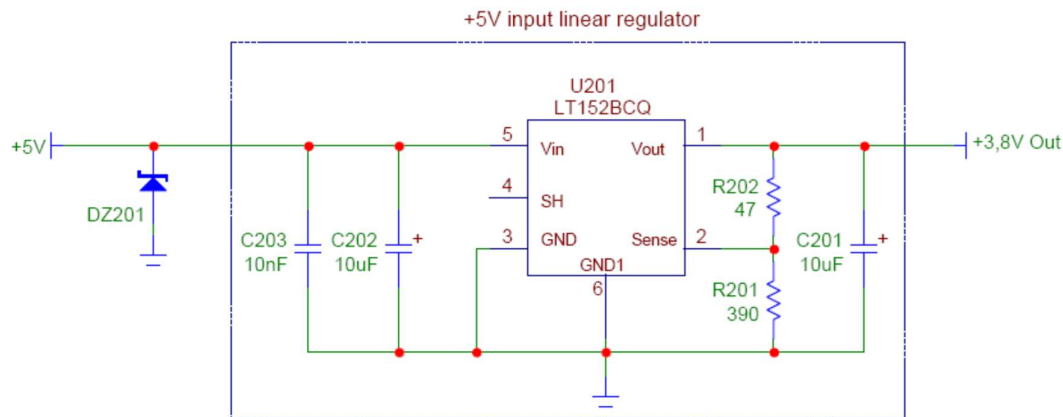 +5V input linear regulator
U201
LT152BCQ
+5V
5
Vin
Vout
1
+3,8V Out
DZ201
4
SH
R202
47
C203
10nF
C202
10uF
+
3
GND
Sense
2
C201
10uF
+
GND1
6
R201
390